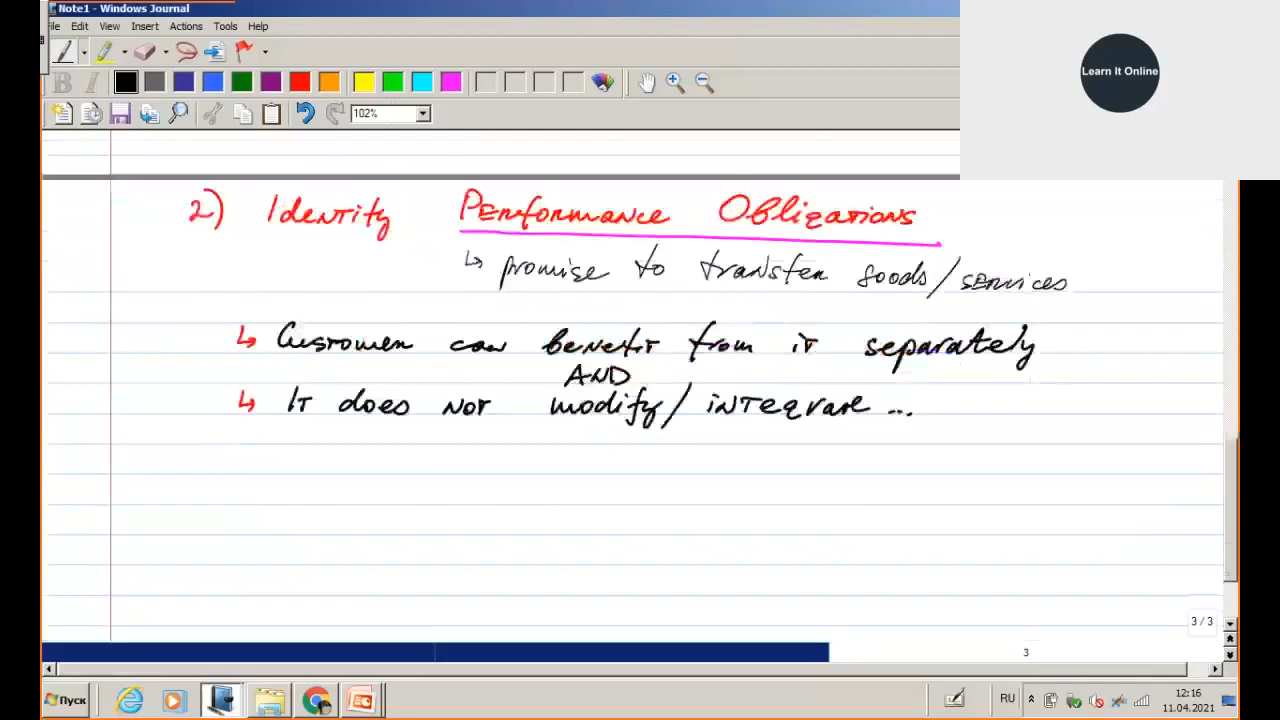 Note1 - Windows Journal
File Edit View Insert Actions Tools Help
Learn It Online
B I
102%
2) Identity Performance Obligations
↳ promise to transfer goods/services
↳ Customer can benefit from it separately
AND
↳ It does not modify/integrate ...
3 / 3
3
Пуск
RU
12:16
11.04.2021